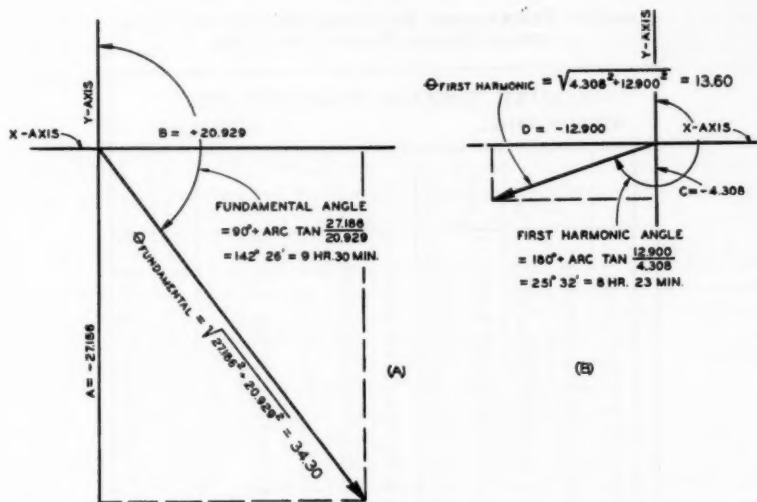 Y-AXIS
X-AXIS
B = +20.929
FUNDAMENTAL ANGLE
= 90° + ARC TAN 27.186/20.929
= 142° 26' = 9 HR. 30 MIN.
Θ FUNDAMENTAL = √27.186² + 20.929² = 34.30
A = -27.186
(A)
Y-AXIS
Θ FIRST HARMONIC = √4.308² + 12.900² = 13.60
D = -12.900
X-AXIS
C = -4.308
FIRST HARMONIC ANGLE
= 180° + ARC TAN 12.900/4.308
= 251° 32' = 8 HR. 23 MIN.
(B)